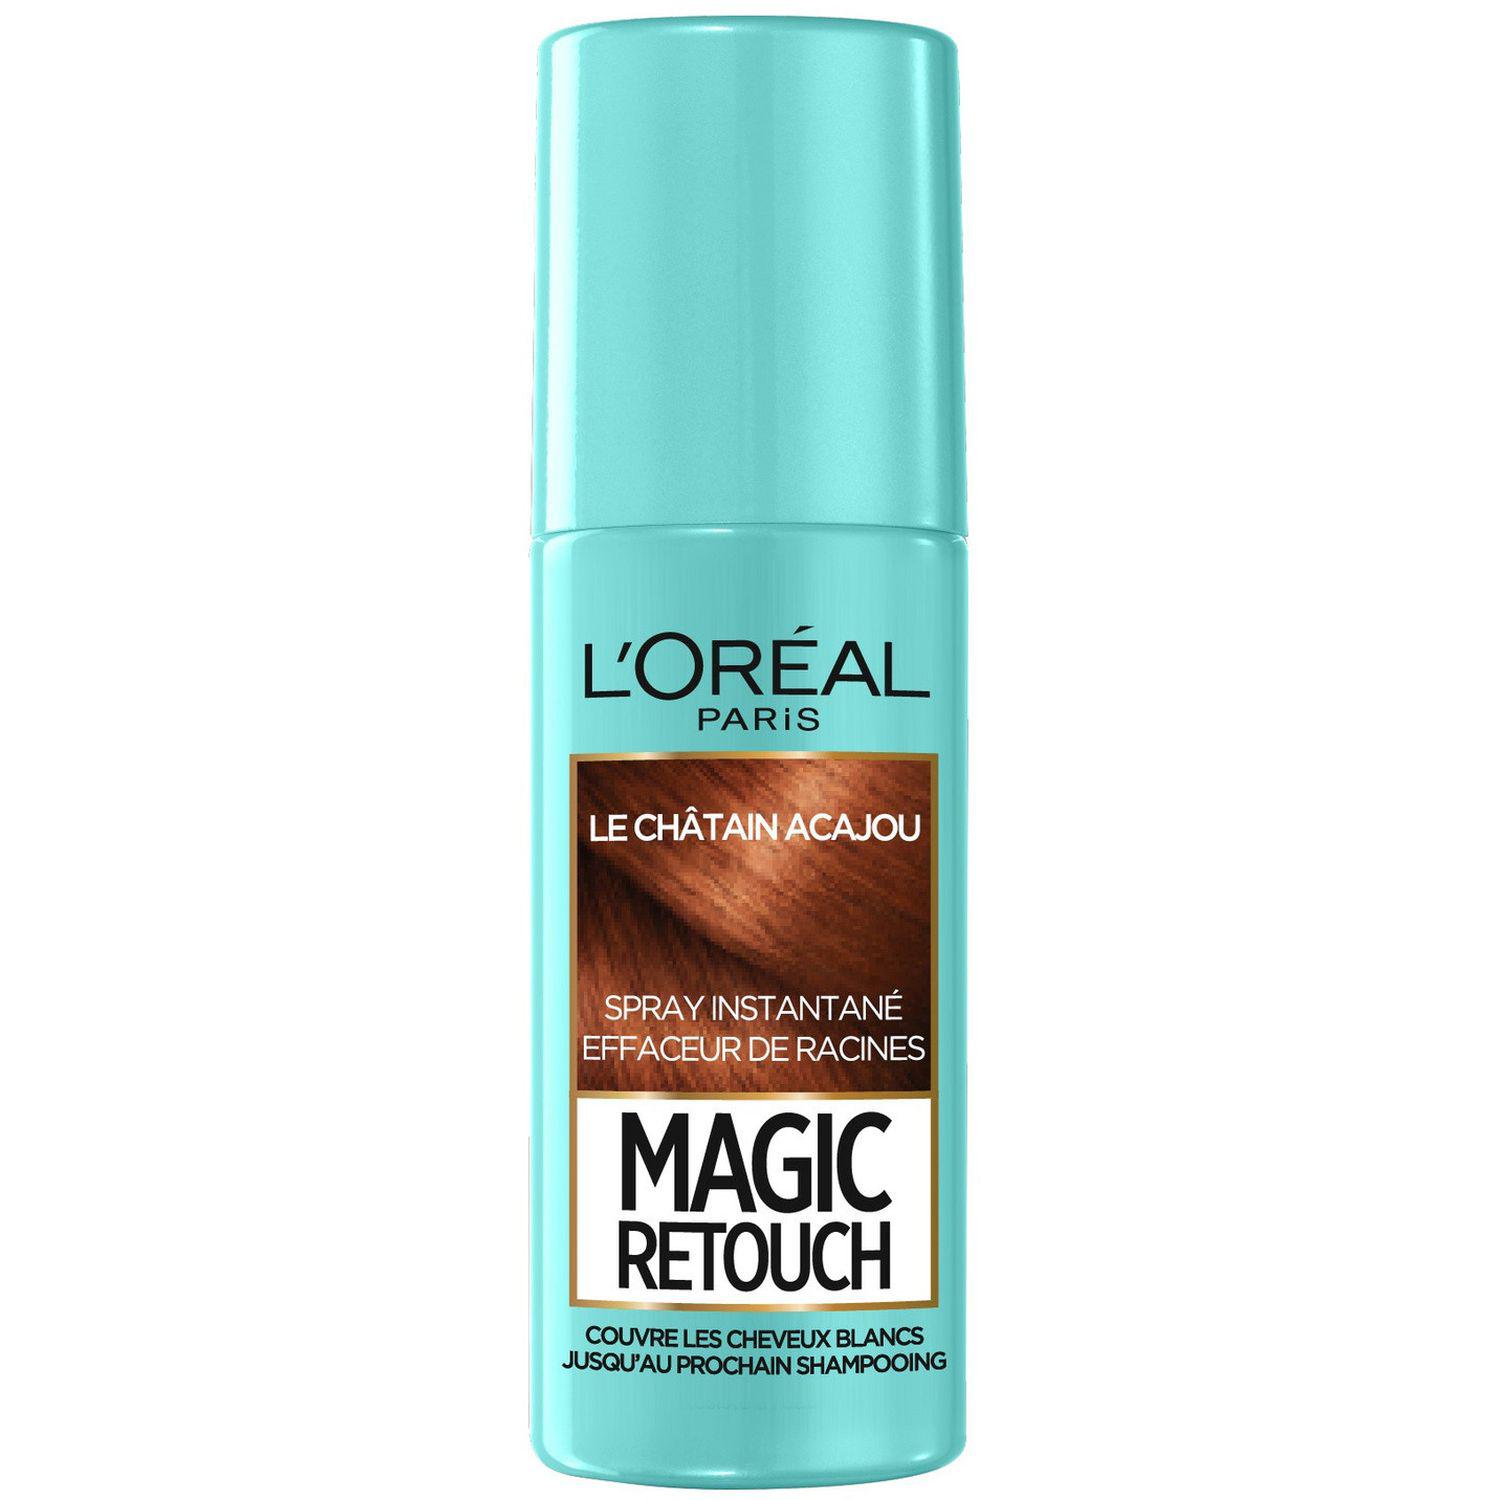 L'ORÉAL
PARiS
LE CHÂTAIN ACAJOU
SPRAY INSTANTANÉ
EFFACEUR DE RACINES
MAGIC
RETOUCH
COUVRE LES CHEVEUX BLANCS
JUSQU'AU PROCHAIN SHAMPOOING